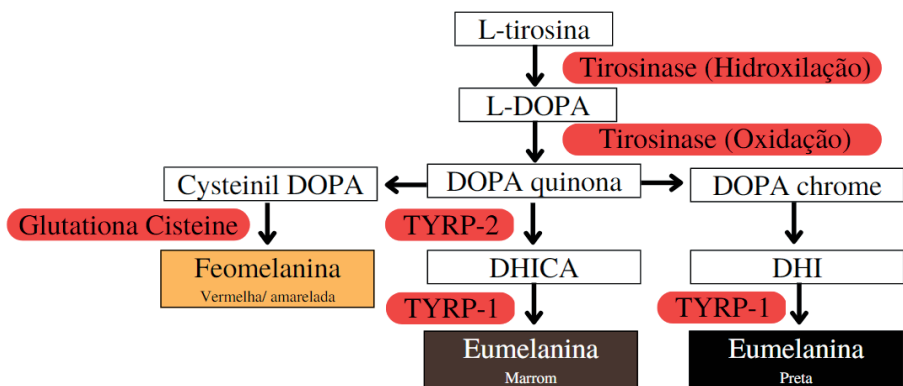 L-tirosina
Tirosinase (Hidroxilação)
L-DOPA
Tirosinase (Oxidação)
Cysteinil DOPA
DOPA quinona
DOPA chrome
Glutationa Cisteine
TYRP-2
Feomelanina
Vermelha/ amarelada
DHICA
DHI
TYRP-1
TYRP-1
Eumelanina
Marrom
Eumelanina
Preta